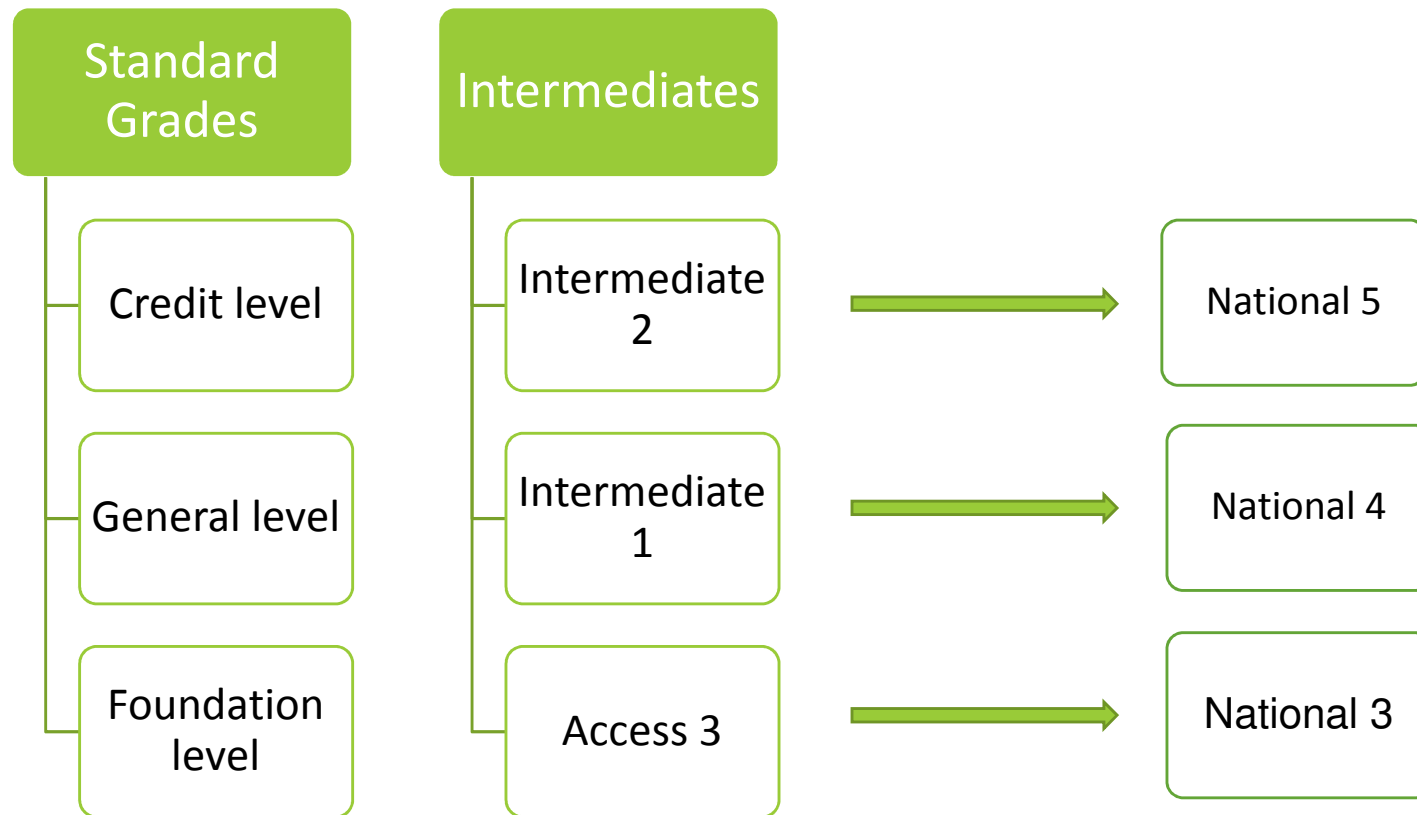 Standard
Grades
Intermediates
Credit level
Intermediate
2
National 5
General level
Intermediate
1
National 4
Foundation
level
Access 3
National 3